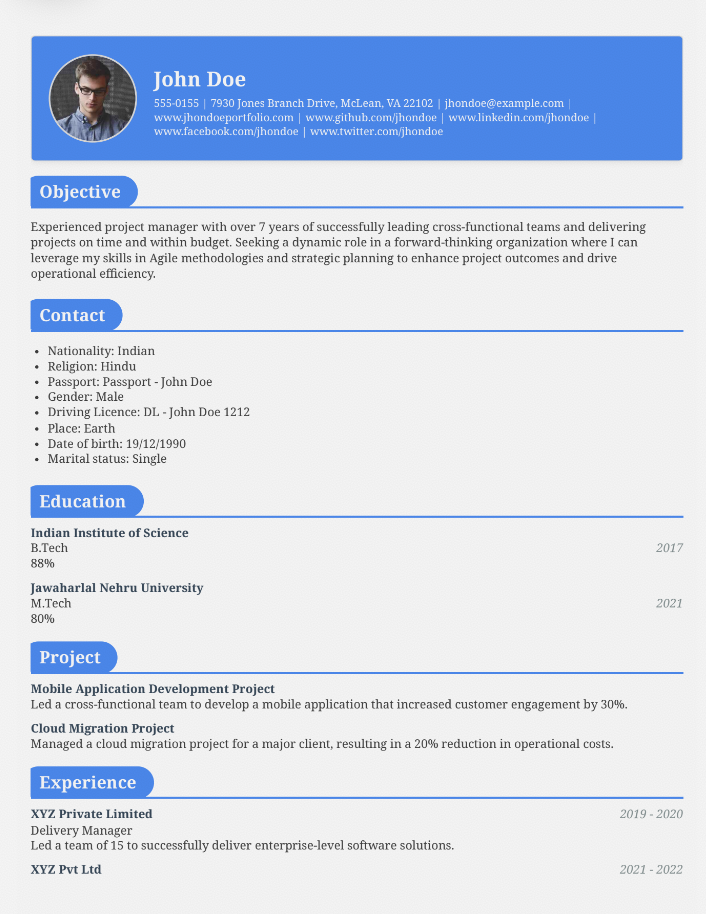 John Doe
555-0155 | 7930 Jones Branch Drive, McLean, VA 22102 | jhondoe@example.com |
www.jhondoeportfolio.com | www.github.com/jhondoe | www.linkedin.com/jhondoe |
www.facebook.com/jhondoe | www.twitter.com/jhondoe
Objective
Experienced project manager with over 7 years of successfully leading cross-functional teams and delivering
projects on time and within budget. Seeking a dynamic role in a forward-thinking organization where I can
leverage my skills in Agile methodologies and strategic planning to enhance project outcomes and drive
operational efficiency.
Contact
• Nationality: Indian
• Religion: Hindu
• Passport: Passport - John Doe
• Gender: Male
• Driving Licence: DL - John Doe 1212
• Place: Earth
• Date of birth: 19/12/1990
• Marital status: Single
Education
Indian Institute of Science
B.Tech 2017
88%
Jawaharlal Nehru University
M.Tech 2021
80%
Project
Mobile Application Development Project
Led a cross-functional team to develop a mobile application that increased customer engagement by 30%.
Cloud Migration Project
Managed a cloud migration project for a major client, resulting in a 20% reduction in operational costs.
Experience
XYZ Private Limited 2019 - 2020
Delivery Manager
Led a team of 15 to successfully deliver enterprise-level software solutions.
XYZ Pvt Ltd 2021 - 2022